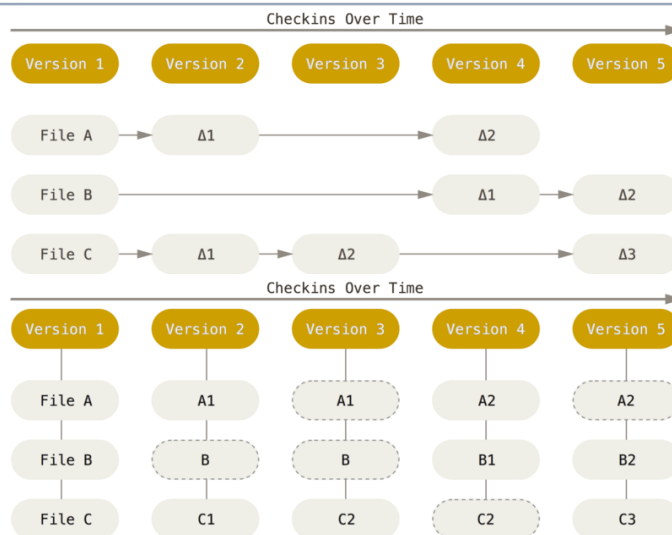 Checkins Over Time
Version 1 Version 2 Version 3 Version 4 Version 5
File A Δ1 Δ2
File B Δ1 Δ2
File C Δ1 Δ2 Δ3
Checkins Over Time
Version 1 Version 2 Version 3 Version 4 Version 5
File A A1 A1 A2 A2
File B B B B1 B2
File C C1 C2 C2 C3